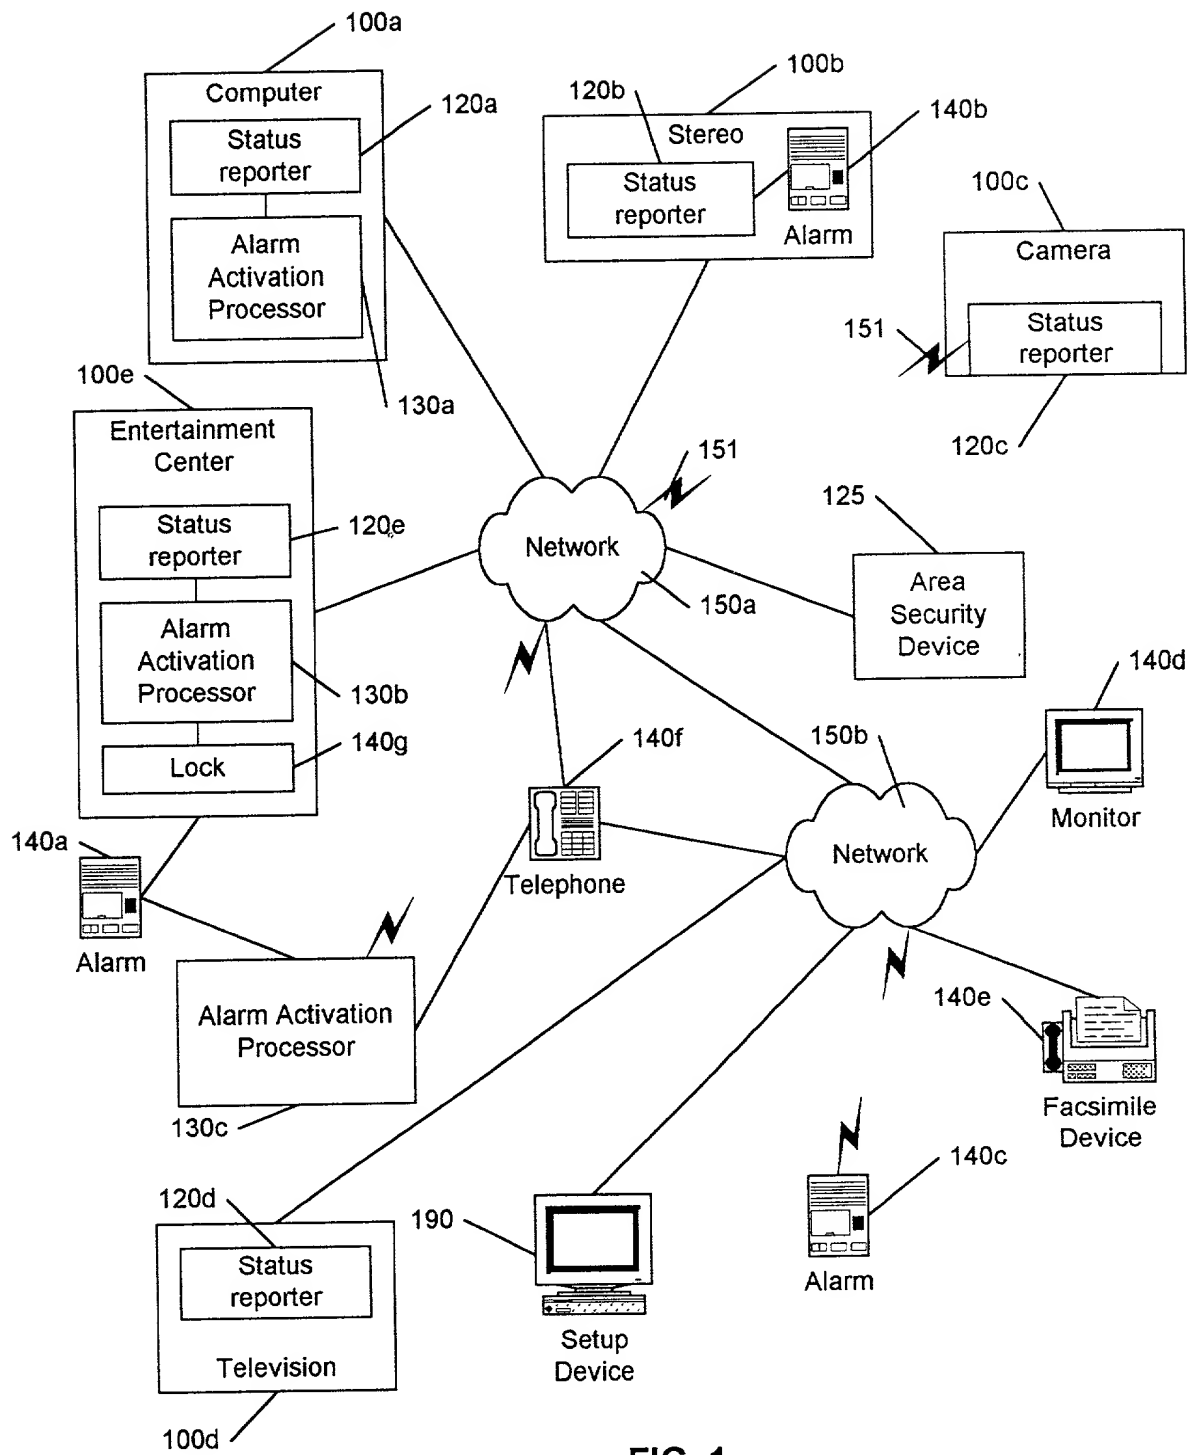 100a
Computer
Status
reporter
120a
Alarm
Activation
Processor
130a
100b
120b
Stereo
140b
Status
reporter
Alarm
100c
Camera
151
Status
reporter
120c
100e
Entertainment
Center
Status
reporter
120e
Alarm
Activation
Processor
130b
140g
Lock
151
Network
150a
125
Area
Security
Device
140d
Monitor
140f
Telephone
150b
Network
140a
Alarm
Alarm Activation
Processor
130c
140e
Facsimile
Device
140c
Alarm
190
Setup
Device
120d
Status
reporter
Television
100d